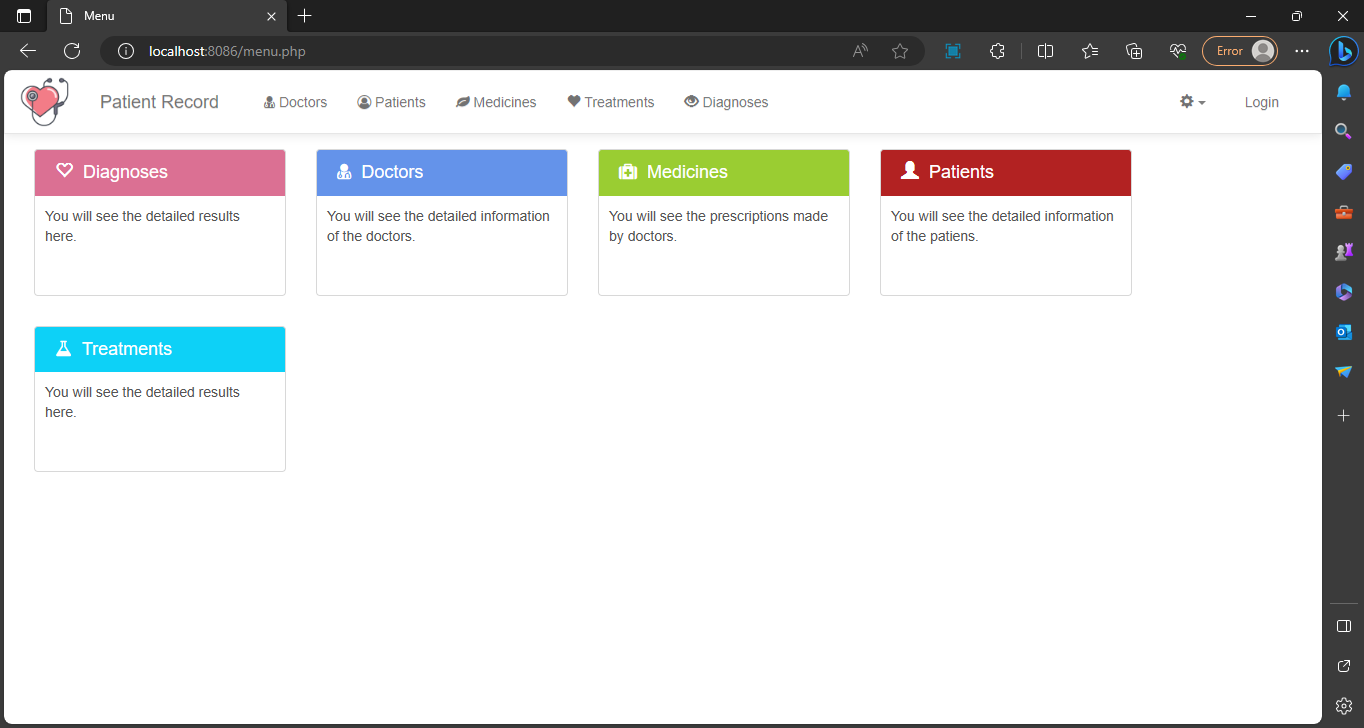 Menu
localhost:8086/menu.php
Error
Patient Record Doctors Patients Medicines Treatments Diagnoses Login
Diagnoses
You will see the detailed results
here.
Doctors
You will see the detailed information
of the doctors.
Medicines
You will see the prescriptions made
by doctors.
Patients
You will see the detailed information
of the patiens.
Treatments
You will see the detailed results
here.